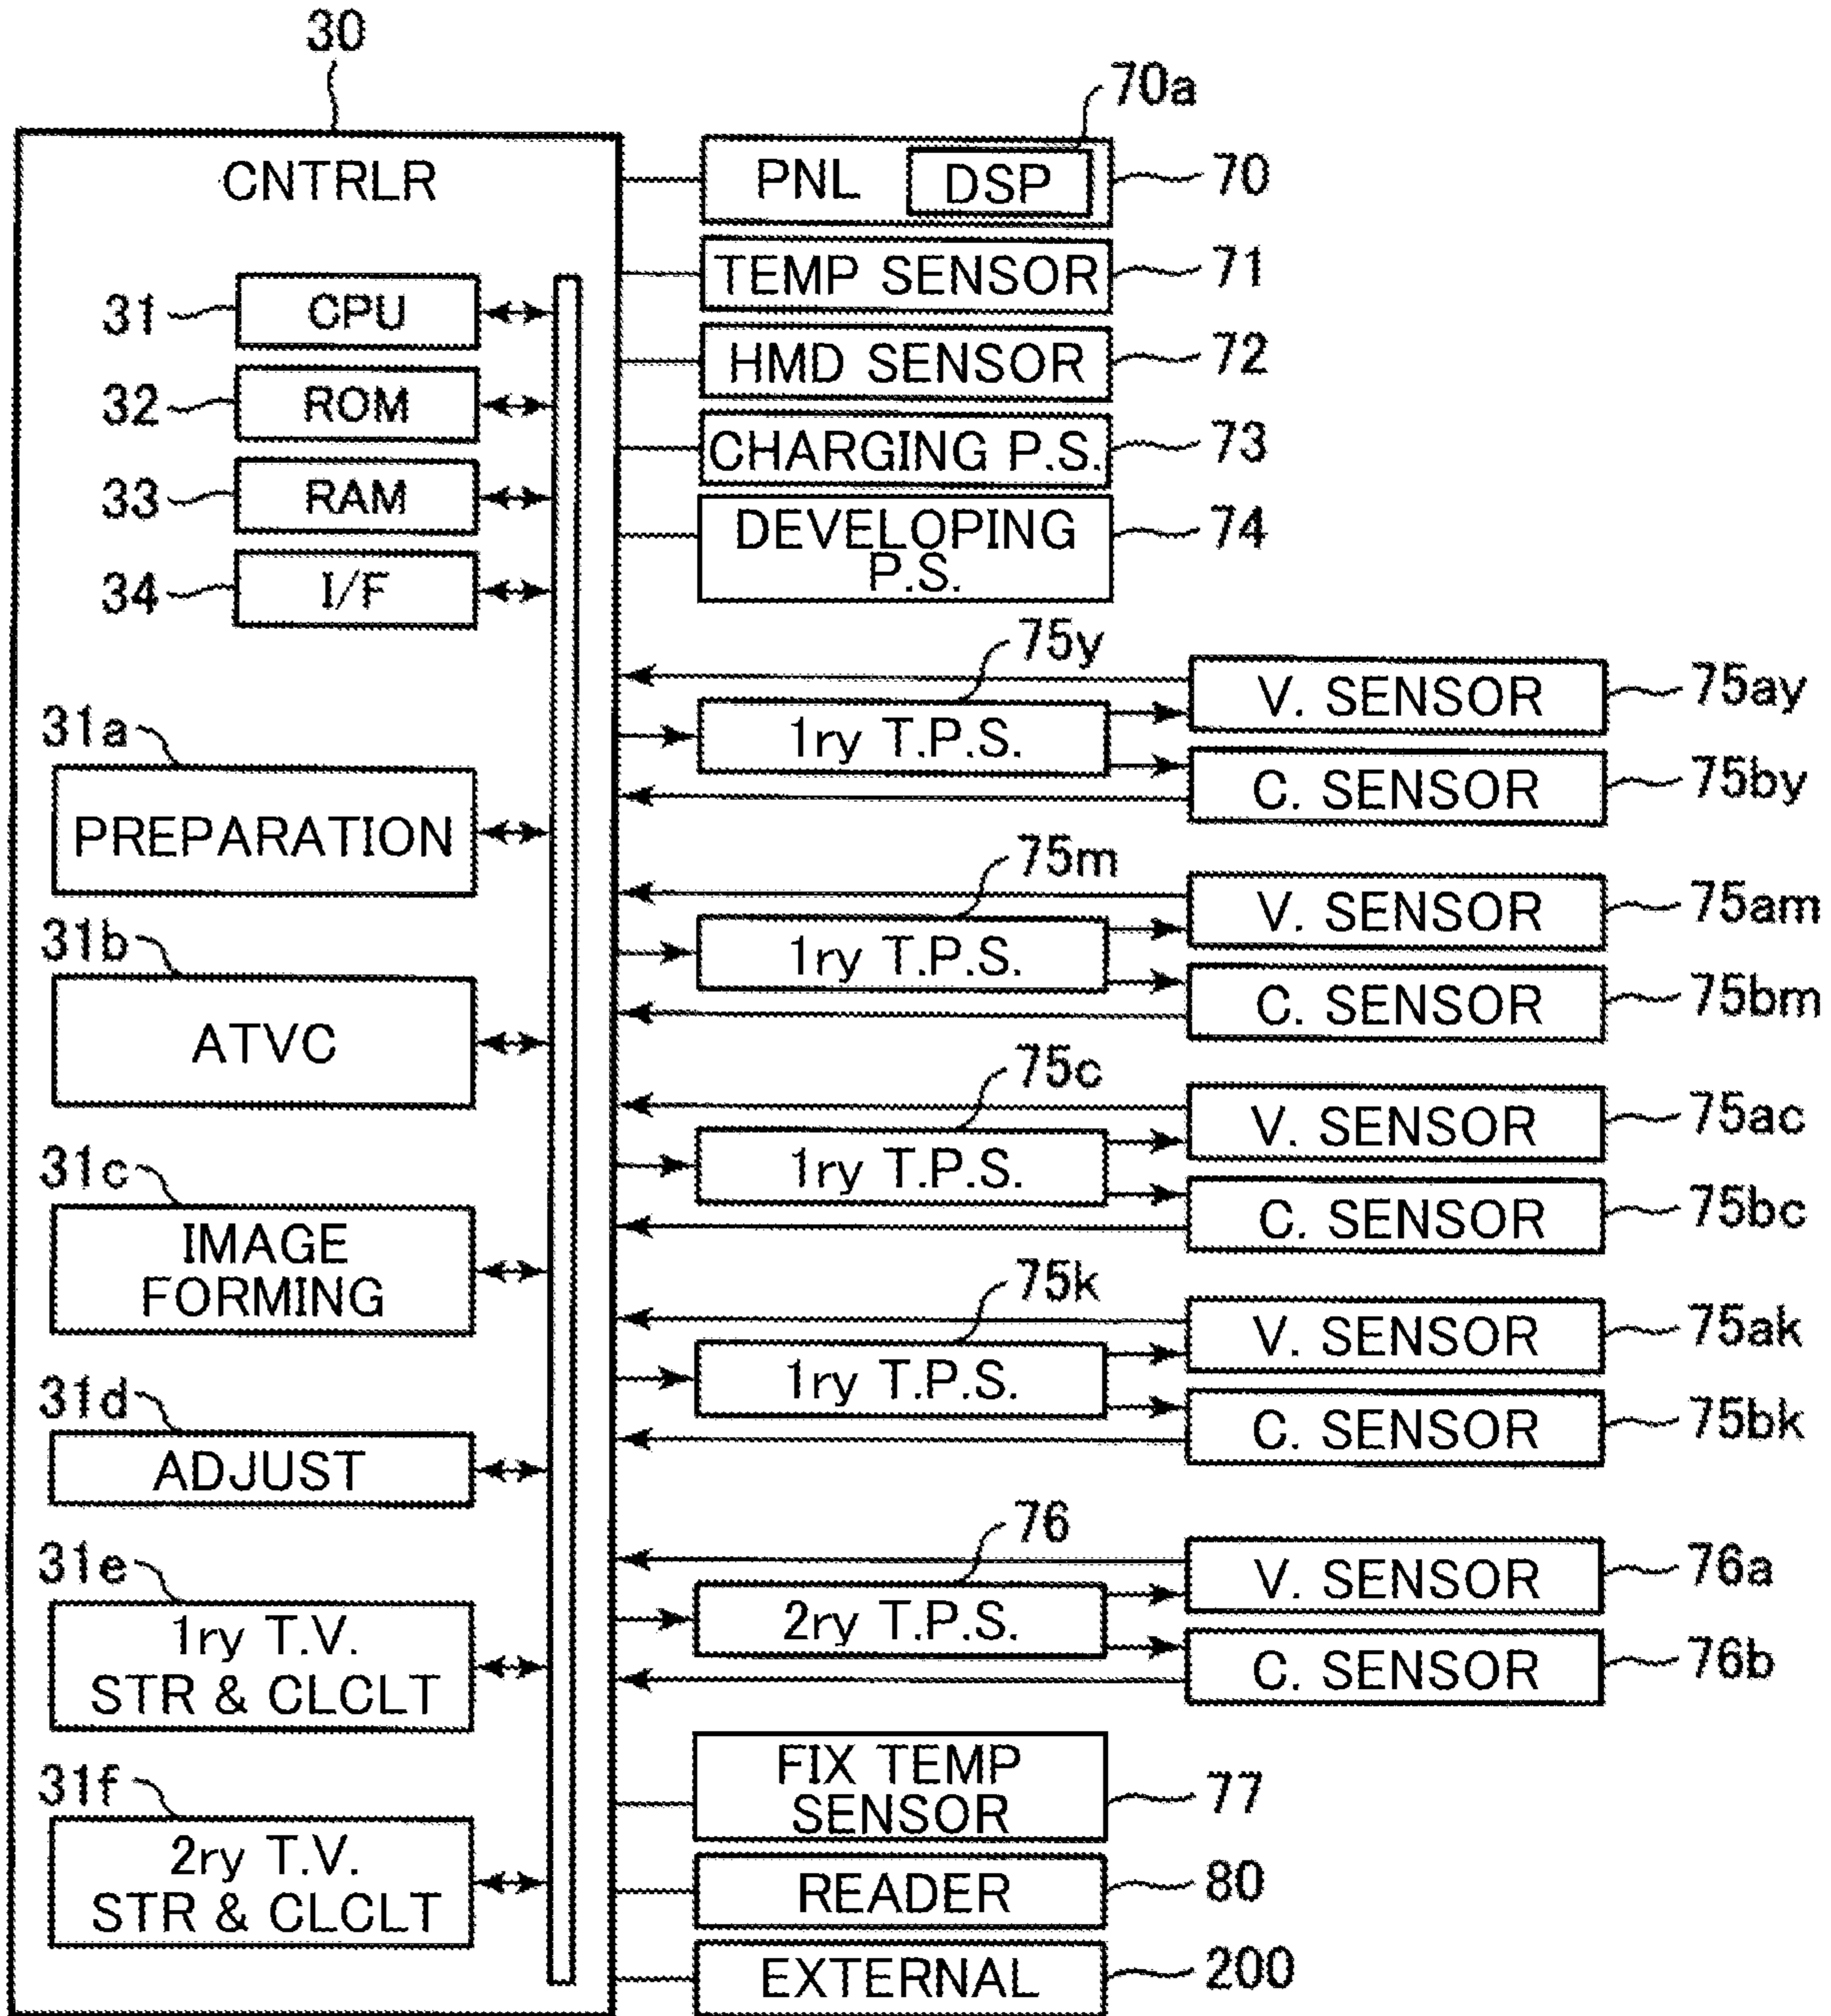 30
CNTRLR
31 CPU
32 ROM
33 RAM
34 I/F
31a
PREPARATION
31b
ATVC
31c
IMAGE
FORMING
31d
ADJUST
31e
1ry T.V.
STR & CLCLT
31f
2ry T.V.
STR & CLCLT
70a
PNL DSP 70
TEMP SENSOR 71
HMD SENSOR 72
CHARGING P.S. 73
DEVELOPING
P.S.
74
75y
1ry T.P.S.
V. SENSOR 75ay
C. SENSOR 75by
75m
1ry T.P.S.
V. SENSOR 75am
C. SENSOR 75bm
75c
1ry T.P.S.
V. SENSOR 75ac
C. SENSOR 75bc
75k
1ry T.P.S.
V. SENSOR 75ak
C. SENSOR 75bk
76
2ry T.P.S.
V. SENSOR 76a
C. SENSOR 76b
FIX TEMP
SENSOR
77
READER 80
EXTERNAL 200